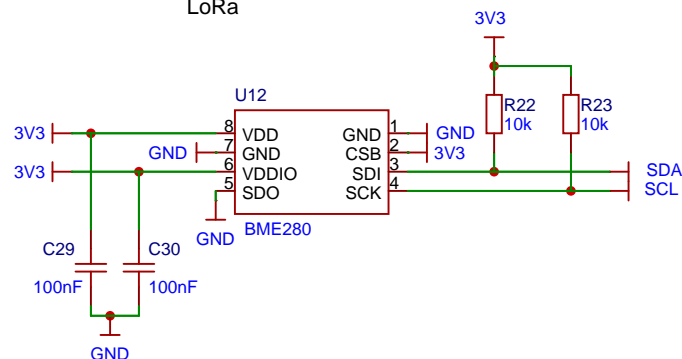 LoRa
3V3
U12
R22
10k
R23
10k
3V3
8 VDD
GND 1
GND
GND
7 GND
CSB 2
3V3
3V3
6 VDDIO
SDI 3
SDA
5 SDO
SCK 4
SCL
GND
BME280
C29
100nF
C30
100nF
GND